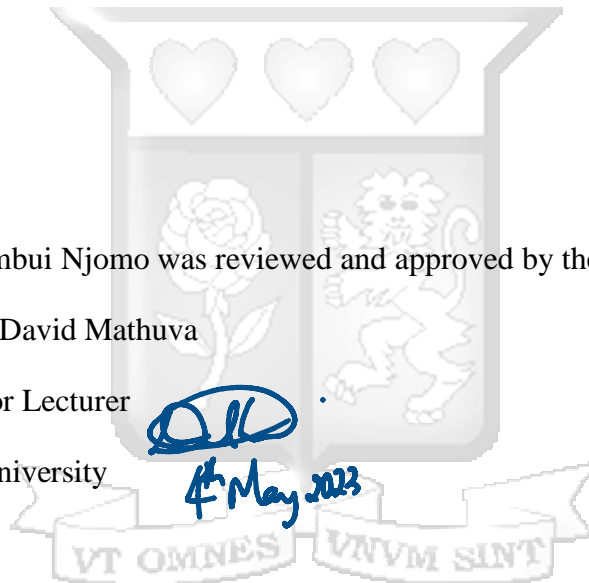 mbui Njomo was reviewed and approved by the
David Mathuva
or Lecturer
niversity
4th May 2023
VT OMNES VNVM SINT